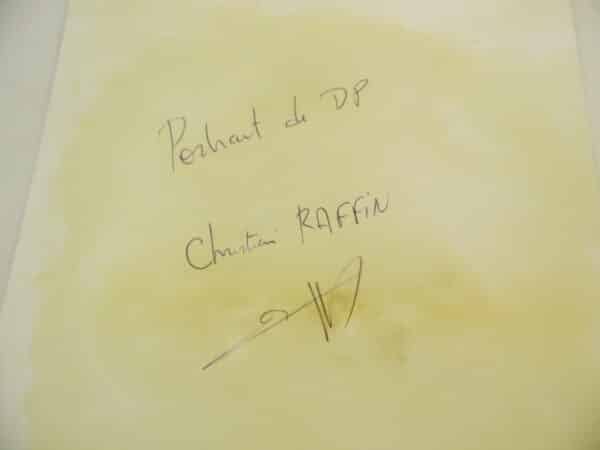 Portrait de DP
Christian RAFFiN